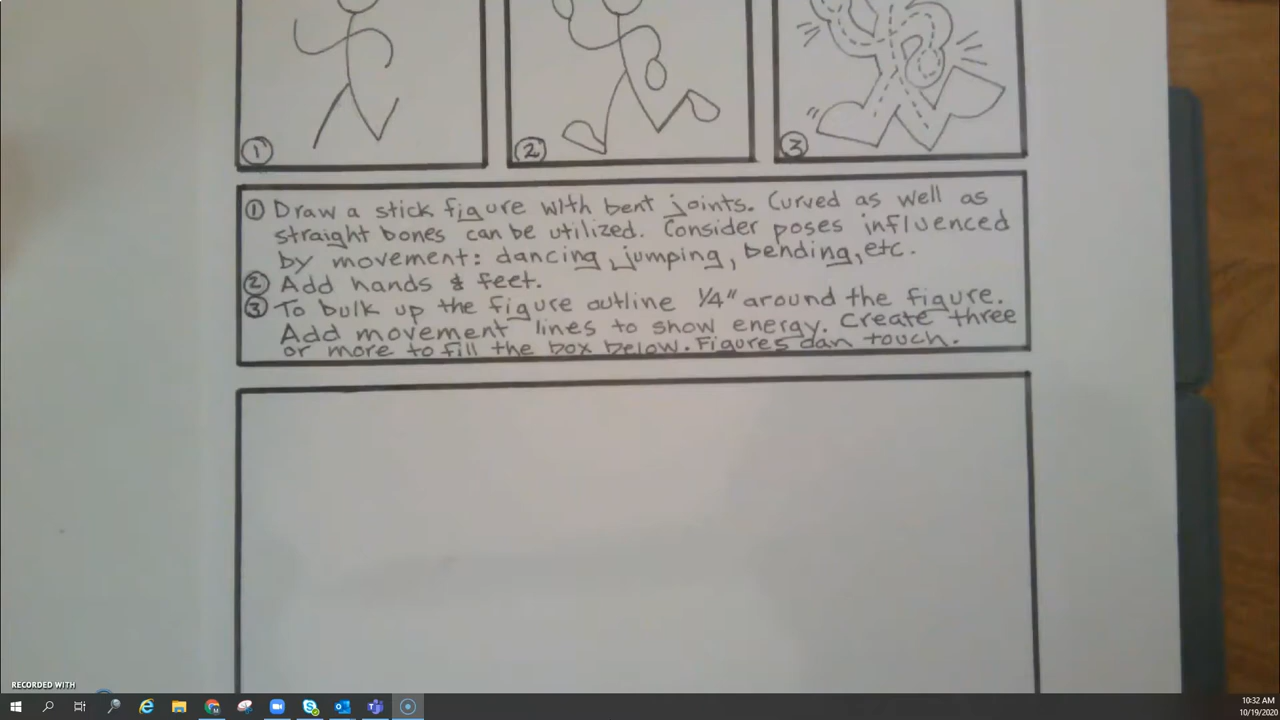 1
2
3
1 Draw a stick figure with bent joints. Curved as well as
straight bones can be utilized. Consider poses influenced
by movement: dancing, jumping, bending, etc.
2 Add hands & feet.
3 To bulk up the figure outline 1/4" around the figure.
Add movement lines to show energy. Create three
or more to fill the box below. Figures dan touch.
RECORDED WITH
10:32 AM
10/19/2020